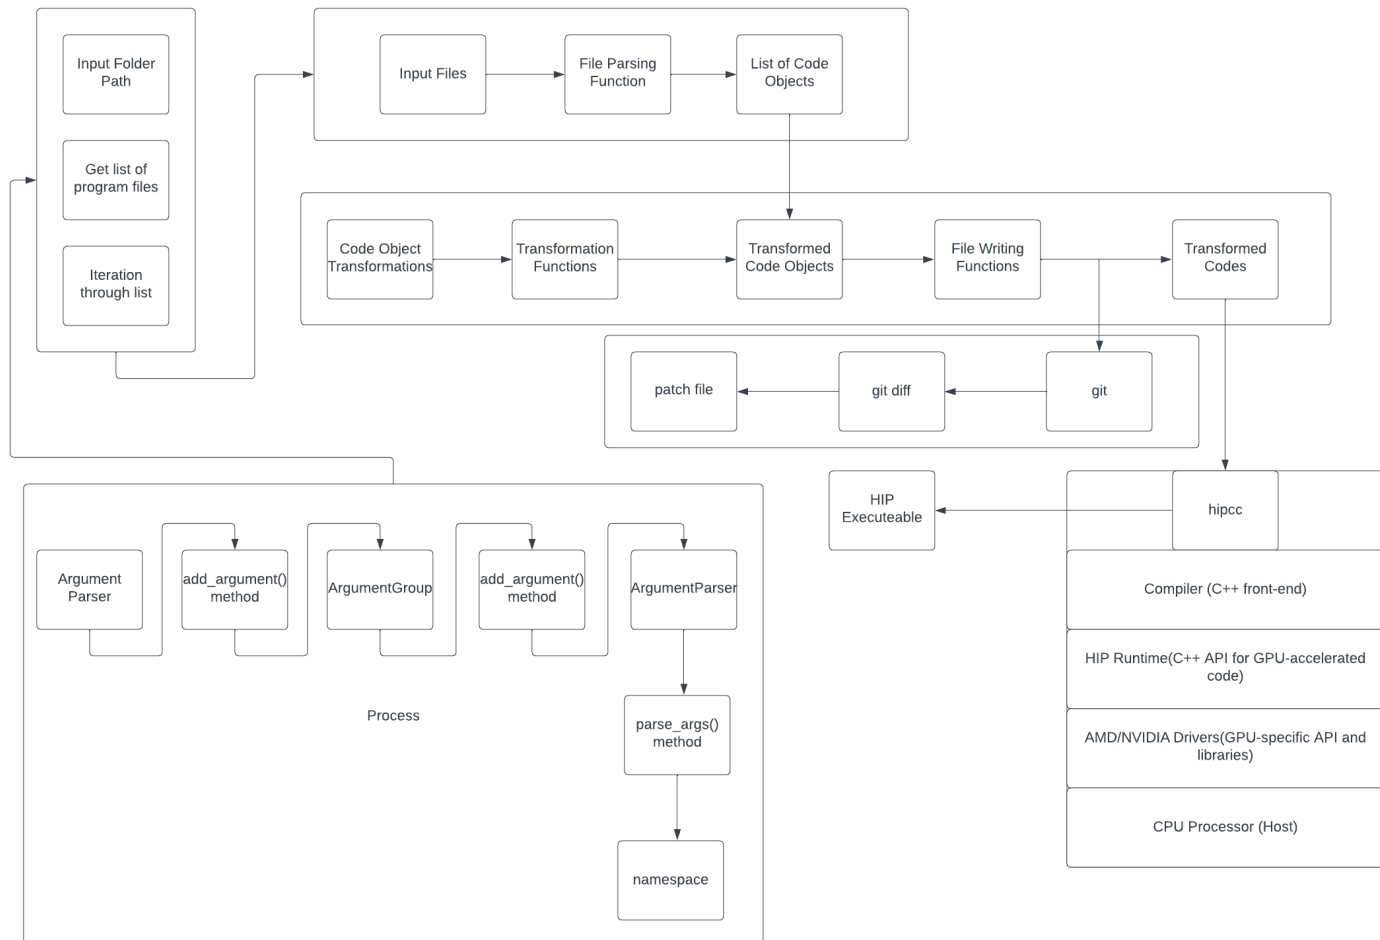 Input Folder
Path
Get list of
program files
Iteration
through list
Input Files
File Parsing
Function
List of Code
Objects
Code Object
Transformations
Transformation
Functions
Transformed
Code Objects
File Writing
Functions
Transformed
Codes
patch file
git diff
git
HIP
Executeable
hipcc
Compiler (C++ front-end)
HIP Runtime(C++ API for GPU-accelerated
code)
AMD/NVIDIA Drivers(GPU-specific API and
libraries)
CPU Processor (Host)
Argument
Parser
add_argument()
method
ArgumentGroup
add_argument()
method
ArgumentParser
Process
parse_args()
method
namespace